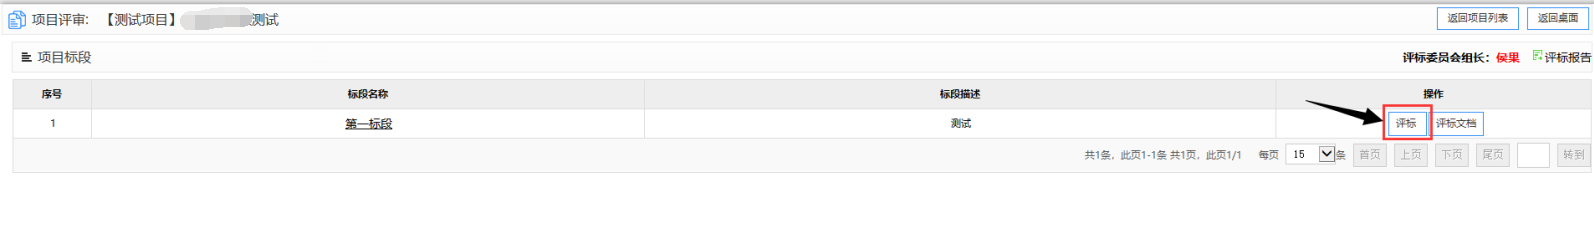 项目评审: 【测试项目】 测试 返回项目列表 返回桌面
项目标段 评标委员会组长：侯果 评标报告
序号 标段名称 标段描述 操作
1 第一标段 测试 评标 评标文档
共1条，此页1-1条 共1页，此页1/1 每页 15 条 首页 上页 下页 尾页 转到